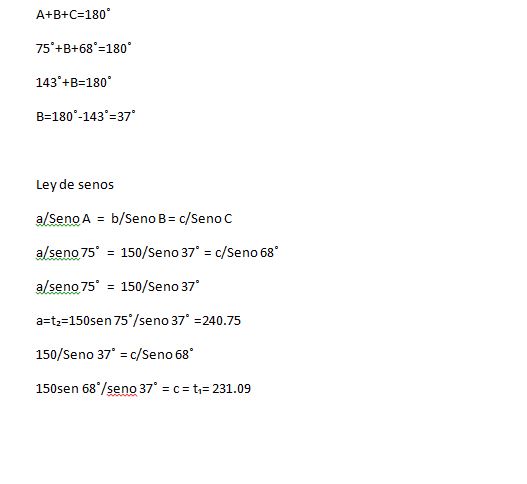 A+B+C=180°
75°+B+68°=180°
143°+B=180°
B=180°-143°=37°
Ley de senos
a/Seno A = b/Seno B = c/Seno C
a/seno 75° = 150/Seno 37° = c/Seno 68°
a/seno 75° = 150/Seno 37°
a=t₂=150sen 75°/seno 37° =240.75
150/Seno 37° = c/Seno 68°
150sen 68°/seno 37° = c = t₁= 231.09